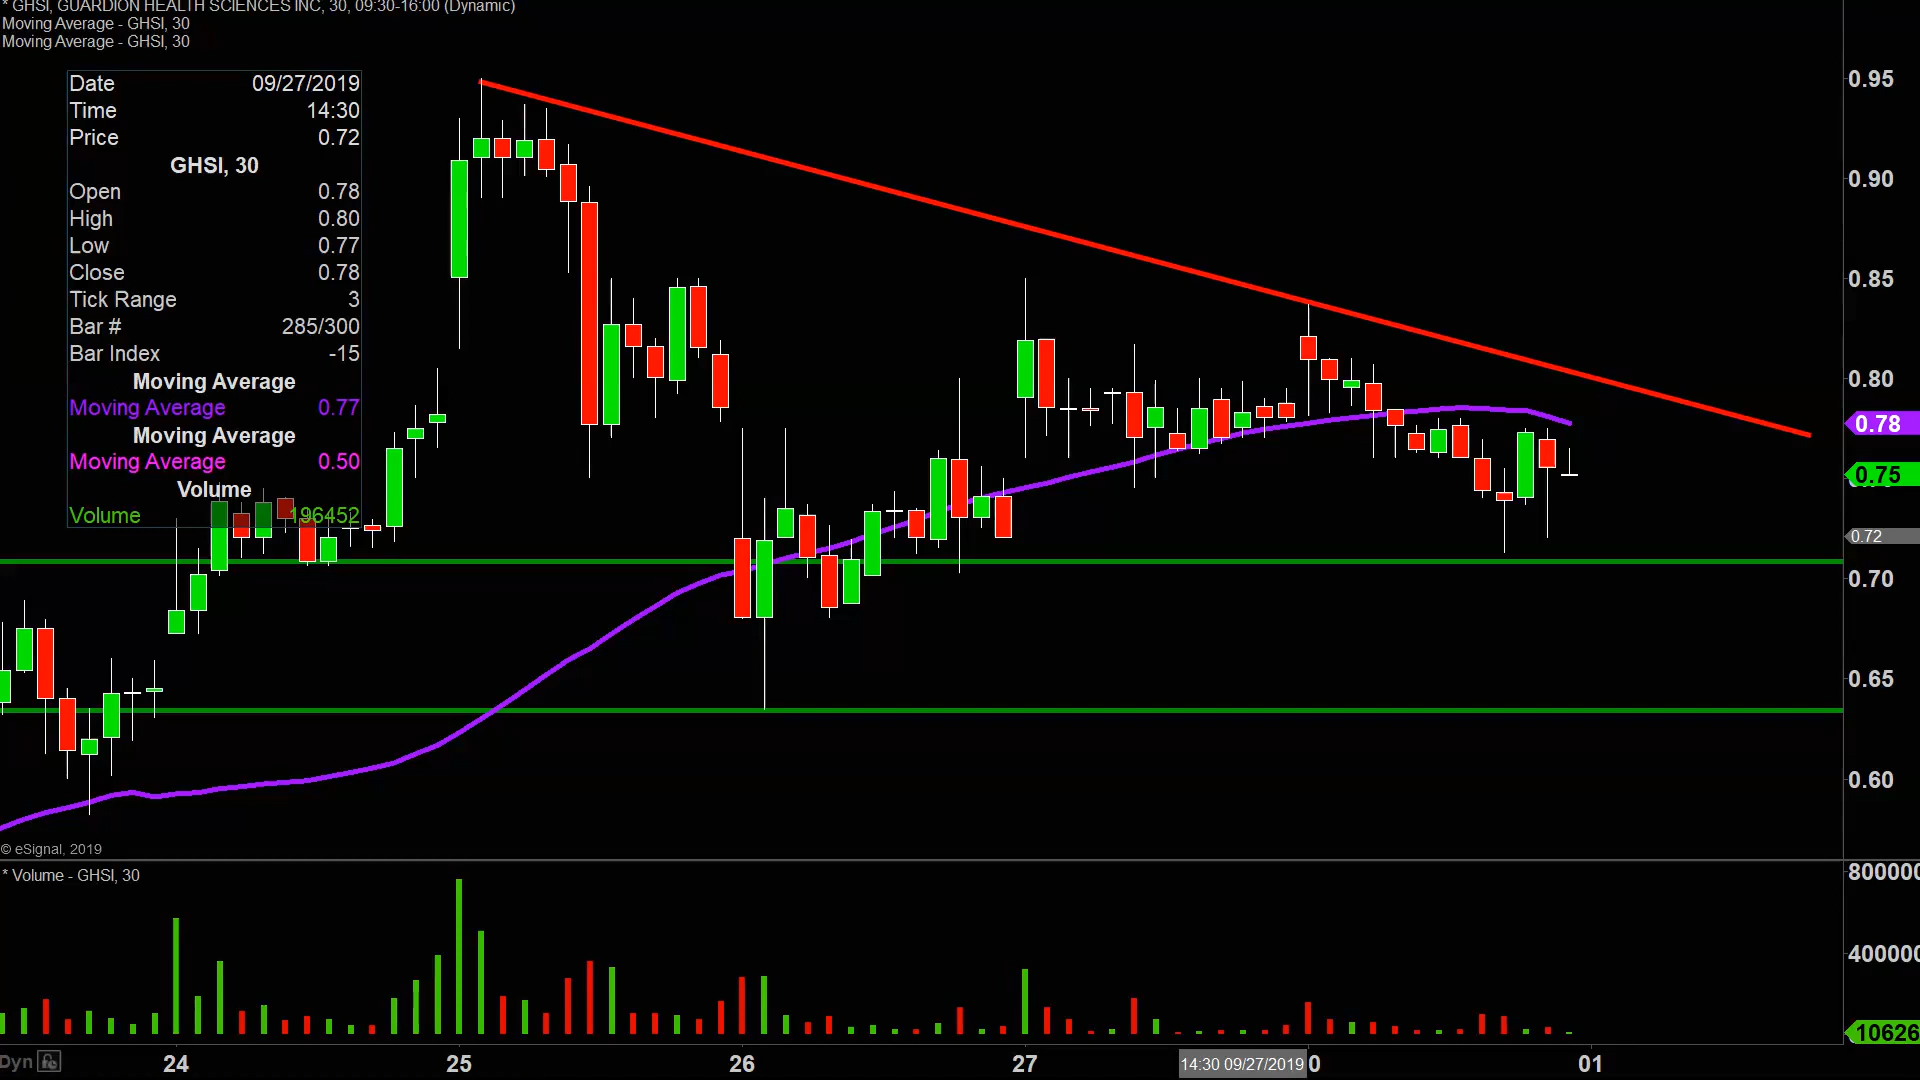 * GHSI, GUARDION HEALTH SCIENCES INC, 30, 09:30-16:00 (Dynamic)
Moving Average - GHSI, 30
Moving Average - GHSI, 30
Date 09/27/2019
Time 14:30
Price 0.72
GHSI, 30
Open 0.78
High 0.80
Low 0.77
Close 0.78
Tick Range 3
Bar # 285/300
Bar Index -15
Moving Average
Moving Average 0.77
Moving Average
Moving Average 0.50
Volume
Volume 196452
0.95
0.90
0.85
0.80
0.78
0.75
0.72
0.70
0.65
0.60
© eSignal, 2019
* Volume - GHSI, 30
800000
400000
10626
Dyn 24 25 26 27 14:30 09/27/2019 0 01